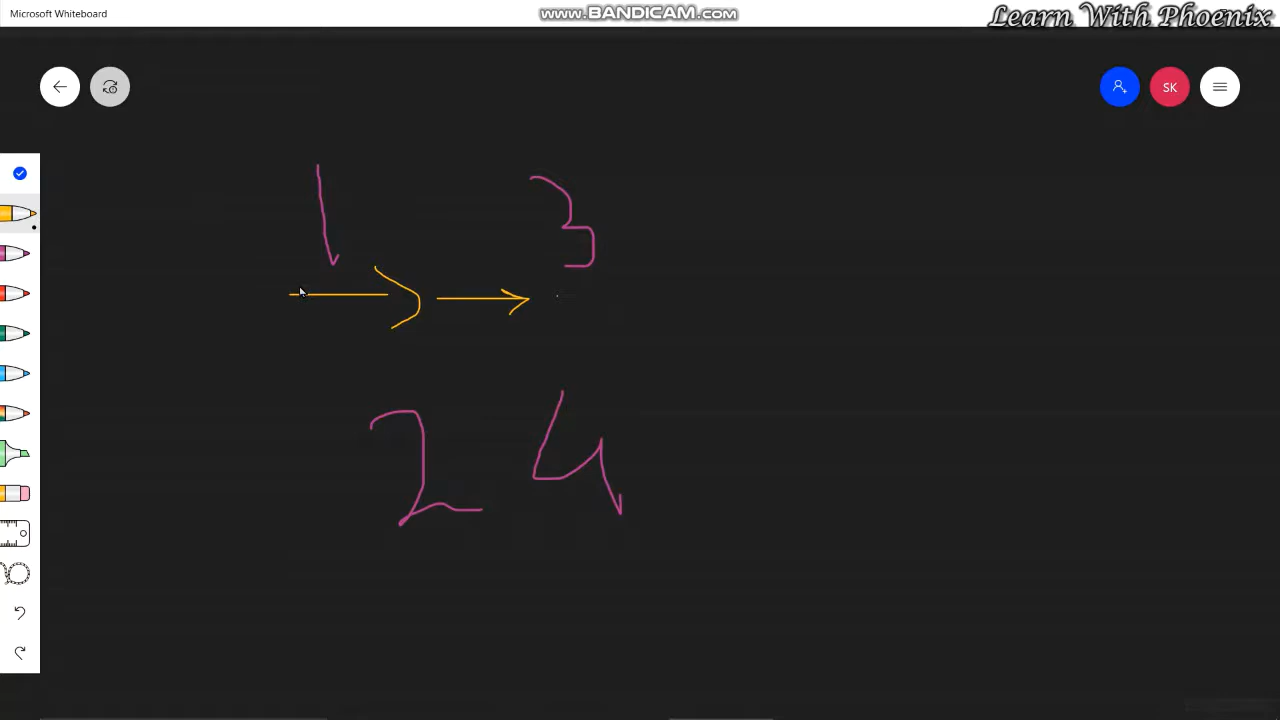 Microsoft Whiteboard
www.BANDICAM.com
Learn With Phoenix
SK
1 3
2 4